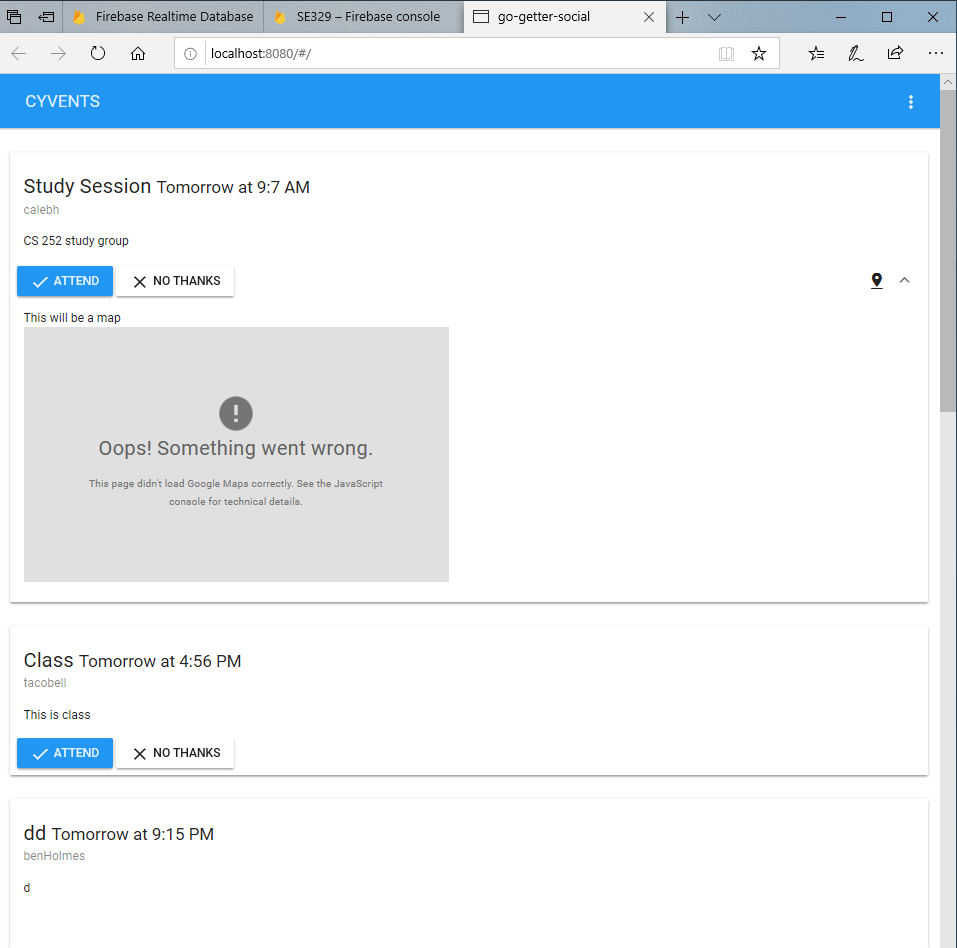 Firebase Realtime Database
SE329 – Firebase console
go-getter-social
localhost:8080/#/
CYVENTS
Study Session Tomorrow at 9:7 AM
calebh
CS 252 study group
ATTEND
NO THANKS
This will be a map
Oops! Something went wrong.
This page didn't load Google Maps correctly. See the JavaScript
console for technical details.
Class Tomorrow at 4:56 PM
tacobell
This is class
ATTEND
NO THANKS
dd Tomorrow at 9:15 PM
benHolmes
d